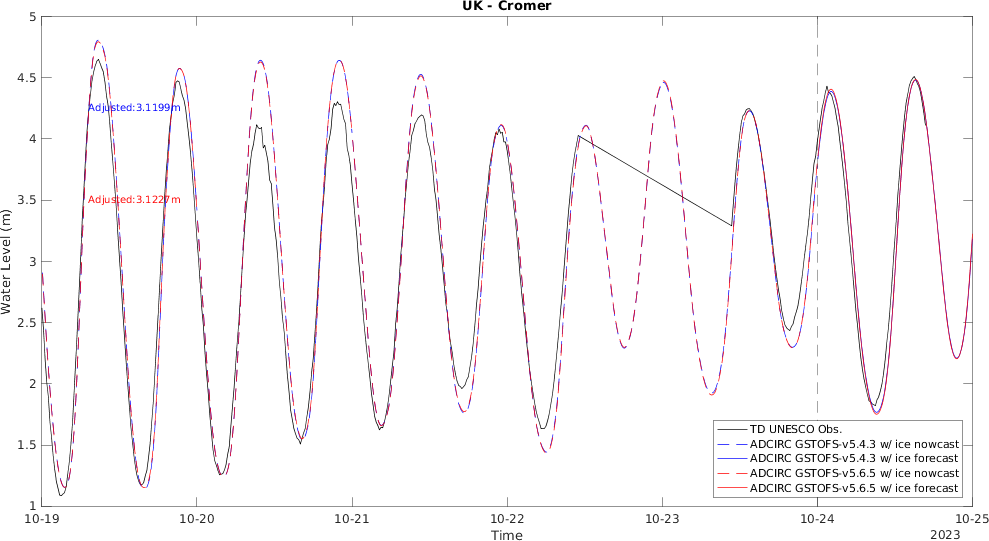 UK - Cromer
5
4.5
4
3.5
3
2.5
2
1.5
1
Water Level (m)
Adjusted:3.1199m
Adjusted:3.1227m
TD UNESCO Obs.
ADCIRC GSTOFS-v5.4.3 w/ ice nowcast
ADCIRC GSTOFS-v5.4.3 w/ ice forecast
ADCIRC GSTOFS-v5.6.5 w/ ice nowcast
ADCIRC GSTOFS-v5.6.5 w/ ice forecast
10-19 10-20 10-21 10-22 10-23 10-24 10-25
Time
2023